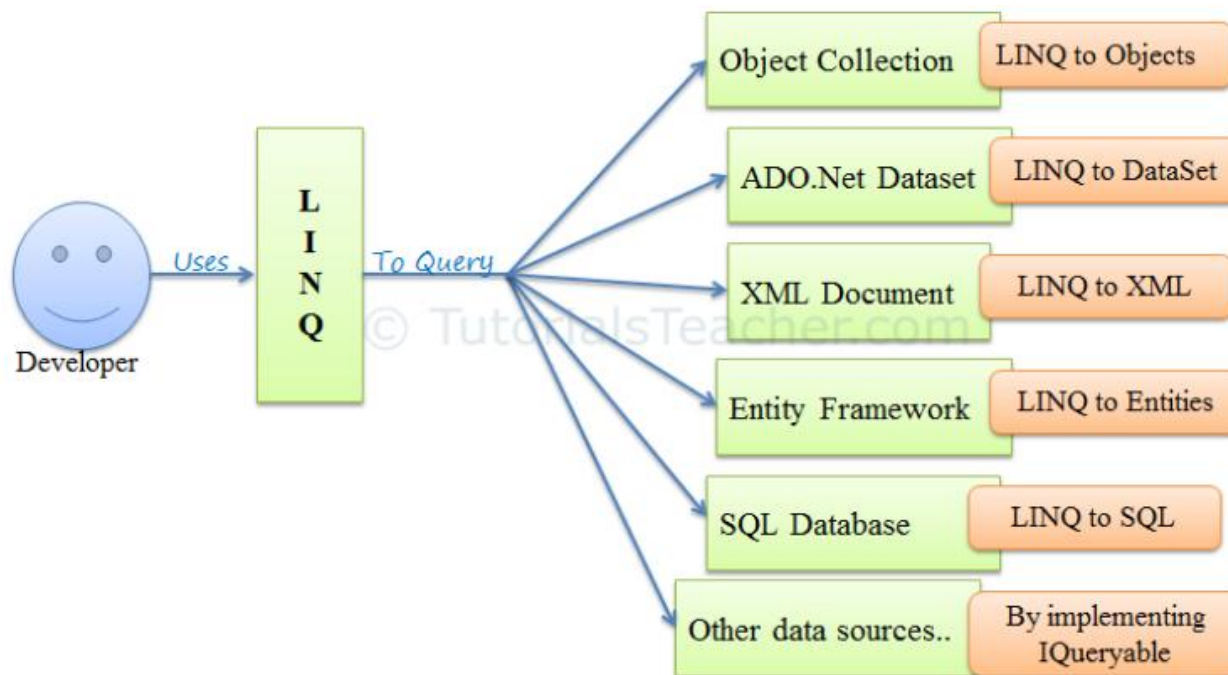 Developer
Uses
L
I
N
Q
To Query
Object Collection
LINQ to Objects
ADO.Net Dataset
LINQ to DataSet
XML Document
LINQ to XML
© TutorialsTeacher.com
Entity Framework
LINQ to Entities
SQL Database
LINQ to SQL
Other data sources..
By implementing
IQueryable